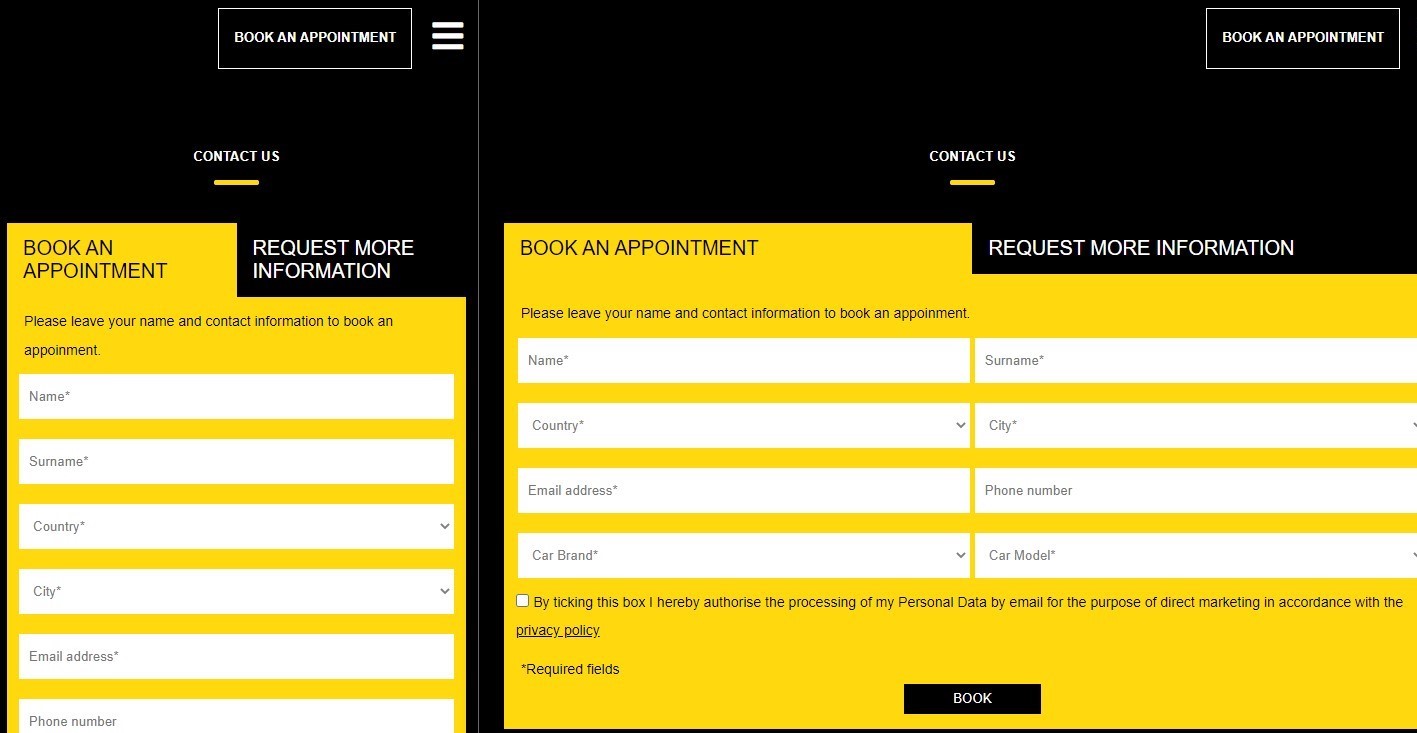 BOOK AN APPOINTMENT
CONTACT US
BOOK AN
APPOINTMENT
REQUEST MORE
INFORMATION
Please leave your name and contact information to book an
appoinment.
Name*
Surname*
Country*
City*
Email address*
Phone number
BOOK AN APPOINTMENT
CONTACT US
BOOK AN APPOINTMENT
REQUEST MORE INFORMATION
Please leave your name and contact information to book an appoinment.
Name*
Surname*
Country*
City*
Email address*
Phone number
Car Brand*
Car Model*
By ticking this box I hereby authorise the processing of my Personal Data by email for the purpose of direct marketing in accordance with the
privacy policy
*Required fields
BOOK